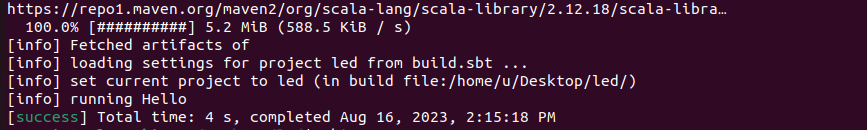 https://repo1.maven.org/maven2/org/scala-lang/scala-library/2.12.18/scala-libra…
100.0% [##########] 5.2 MiB (588.5 KiB / s)
[info] Fetched artifacts of
[info] loading settings for project led from build.sbt ...
[info] set current project to led (in build file:/home/u/Desktop/led/)
[info] running Hello
[success] Total time: 4 s, completed Aug 16, 2023, 2:15:18 PM